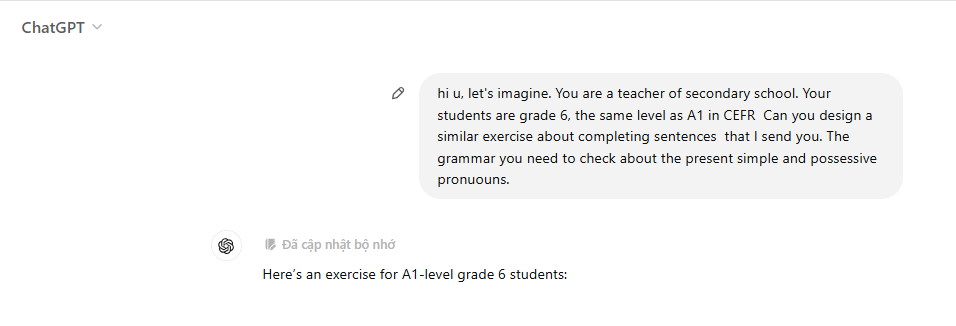 ChatGPT
hi u, let's imagine. You are a teacher of secondary school. Your
students are grade 6, the same level as A1 in CEFR  Can you design a
similar exercise about completing sentences  that I send you. The
grammar you need to check about the present simple and possessive
pronuouns.
Đã cập nhật bộ nhớ
Here’s an exercise for A1-level grade 6 students: